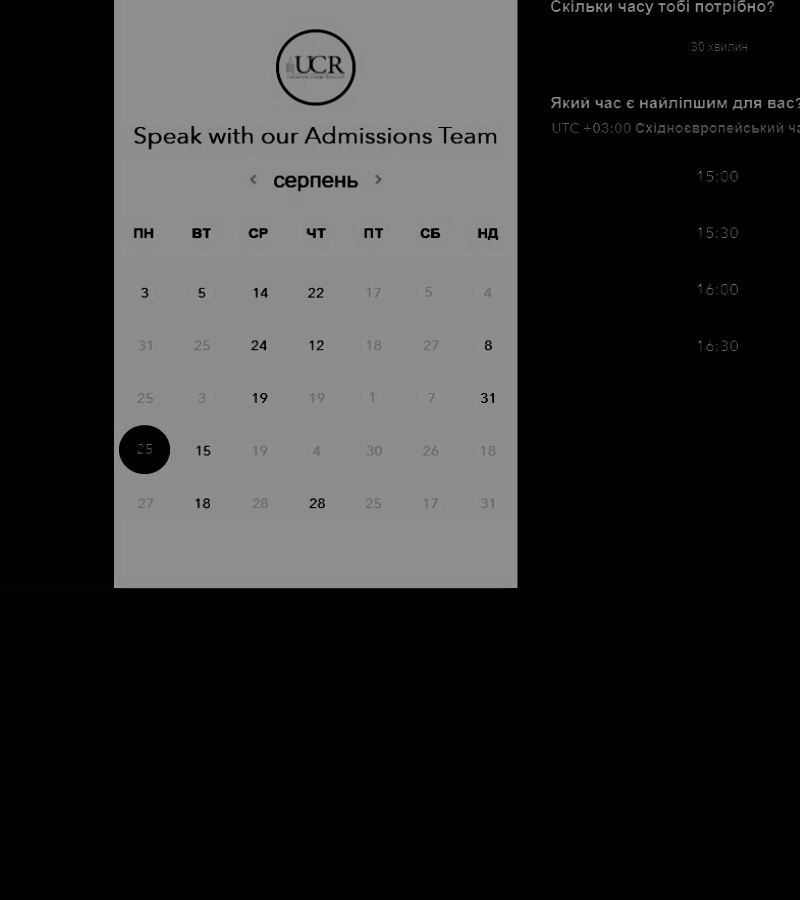 UCR
Speak with our Admissions Team
< серпень >
ПН ВТ СР ЧТ ПТ СБ НД
3 5 14 22 17 5 4
31 25 24 12 18 27 8
25 3 19 19 1 7 31
25 15 19 4 30 26 18
27 18 28 28 25 17 31
Скільки часу тобі потрібно?
30 хвилин
Який час є найліпшим для вас?
UTC +03:00 Східноєвропейський ча
15:00
15:30
16:00
16:30